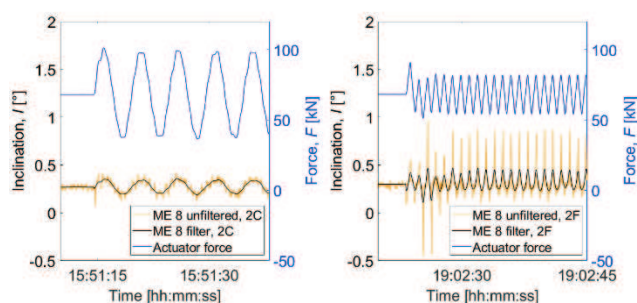 2
1.5
1
0.5
0
-0.5
Inclination, I [°]
100
50
0
-50
Force, F [kN]
ME 8 unfiltered, 2C
ME 8 filter, 2C
Actuator force
15:51:15 15:51:30
Time [hh:mm:ss]
2
1.5
1
0.5
0
-0.5
Inclination, I [°]
100
50
0
-50
Force, F [kN]
ME 8 unfiltered, 2F
ME 8 filter, 2F
Actuator force
19:02:30 19:02:45
Time [hh:mm:ss]